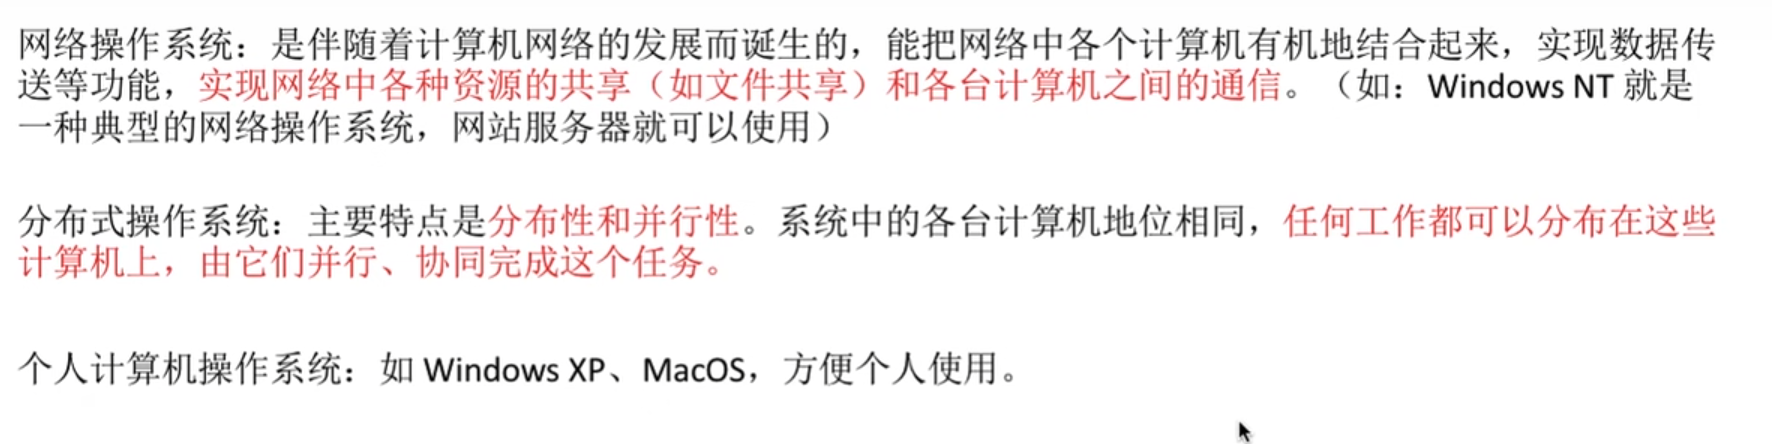 网络操作系统：是伴随着计算机网络的发展而诞生的，能把网络中各个计算机有机地结合起来，实现数据传
送等功能，实现网络中各种资源的共享（如文件共享）和各台计算机之间的通信。（如：Windows NT 就是
一种典型的网络操作系统，网站服务器就可以使用）
分布式操作系统：主要特点是分布性和并行性。系统中的各台计算机地位相同，任何工作都可以分布在这些
计算机上，由它们并行、协同完成这个任务。
个人计算机操作系统：如 Windows XP、MacOS，方便个人使用。